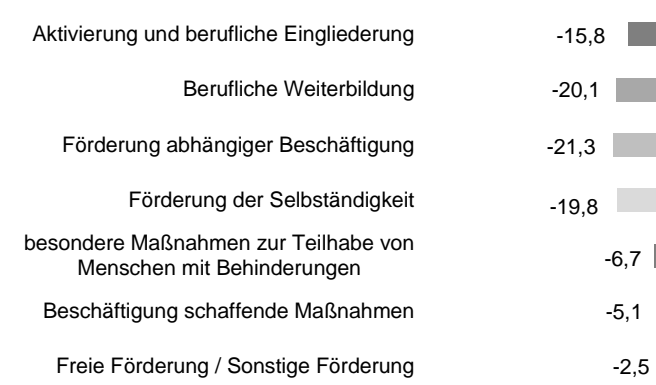 Aktivierung und berufliche Eingliederung -15,8
Berufliche Weiterbildung -20,1
Förderung abhängiger Beschäftigung -21,3
Förderung der Selbständigkeit -19,8
besondere Maßnahmen zur Teilhabe von
Menschen mit Behinderungen -6,7
Beschäftigung schaffende Maßnahmen -5,1
Freie Förderung / Sonstige Förderung -2,5